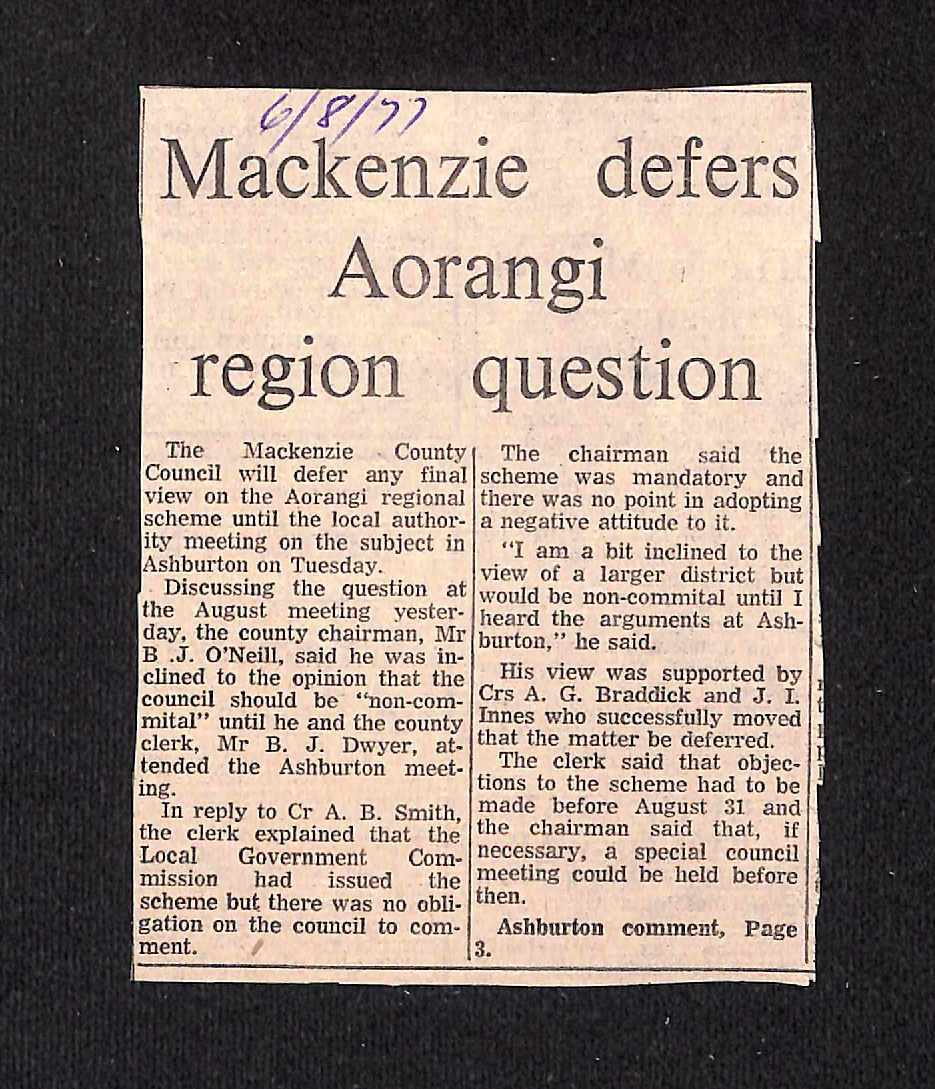 6/8/77
Mackenzie defers
Aorangi
region question
The Mackenzie County
Council will defer any final
view on the Aorangi regional
scheme until the local author-
ity meeting on the subject in
Ashburton on Tuesday.
Discussing the question at
the August meeting yester-
day, the county chairman, Mr
B .J. O'Neill, said he was in-
clined to the opinion that the
council should be "non-com-
mital" until he and the county
clerk, Mr B. J. Dwyer, at-
tended the Ashburton meet-
ing.
In reply to Cr A. B. Smith,
the clerk explained that the
Local Government Com-
mission had issued the
scheme but there was no obli-
gation on the council to com-
ment.
The chairman said the
scheme was mandatory and
there was no point in adopting
a negative attitude to it.
"I am a bit inclined to the
view of a larger district but
would be non-commital until I
heard the arguments at Ash-
burton," he said.
His view was supported by
Crs A. G. Braddick and J. I.
Innes who successfully moved
that the matter be deferred.
The clerk said that objec-
tions to the scheme had to be
made before August 31 and
the chairman said that, if
necessary, a special council
meeting could be held before
then.
Ashburton comment, Page
3.